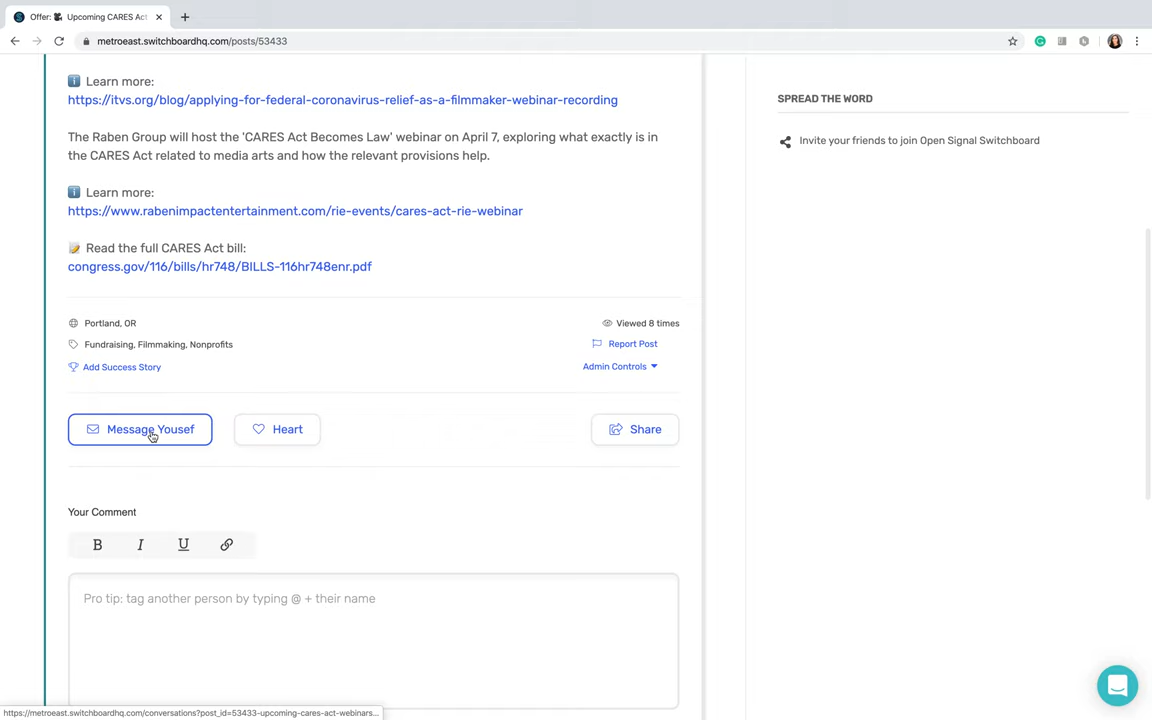 Offer: 📽 Upcoming CARES Act
metroeast.switchboardhq.com/posts/53433
Learn more:
https://itvs.org/blog/applying-for-federal-coronavirus-relief-as-a-filmmaker-webinar-recording
SPREAD THE WORD
Invite your friends to join Open Signal Switchboard
The Raben Group will host the 'CARES Act Becomes Law' webinar on April 7, exploring what exactly is in
the CARES Act related to media arts and how the relevant provisions help.
Learn more:
https://www.rabenimpactentertainment.com/rie-events/cares-act-rie-webinar
Read the full CARES Act bill:
congress.gov/116/bills/hr748/BILLS-116hr748enr.pdf
Portland, OR
Viewed 8 times
Fundraising, Filmmaking, Nonprofits
Report Post
Add Success Story
Admin Controls
Message Yousef
Heart
Share
Your Comment
B I U
Pro tip: tag another person by typing @ + their name
https://metroeast.switchboardhq.com/conversations?post_id=53433-upcoming-cares-act-webinars...